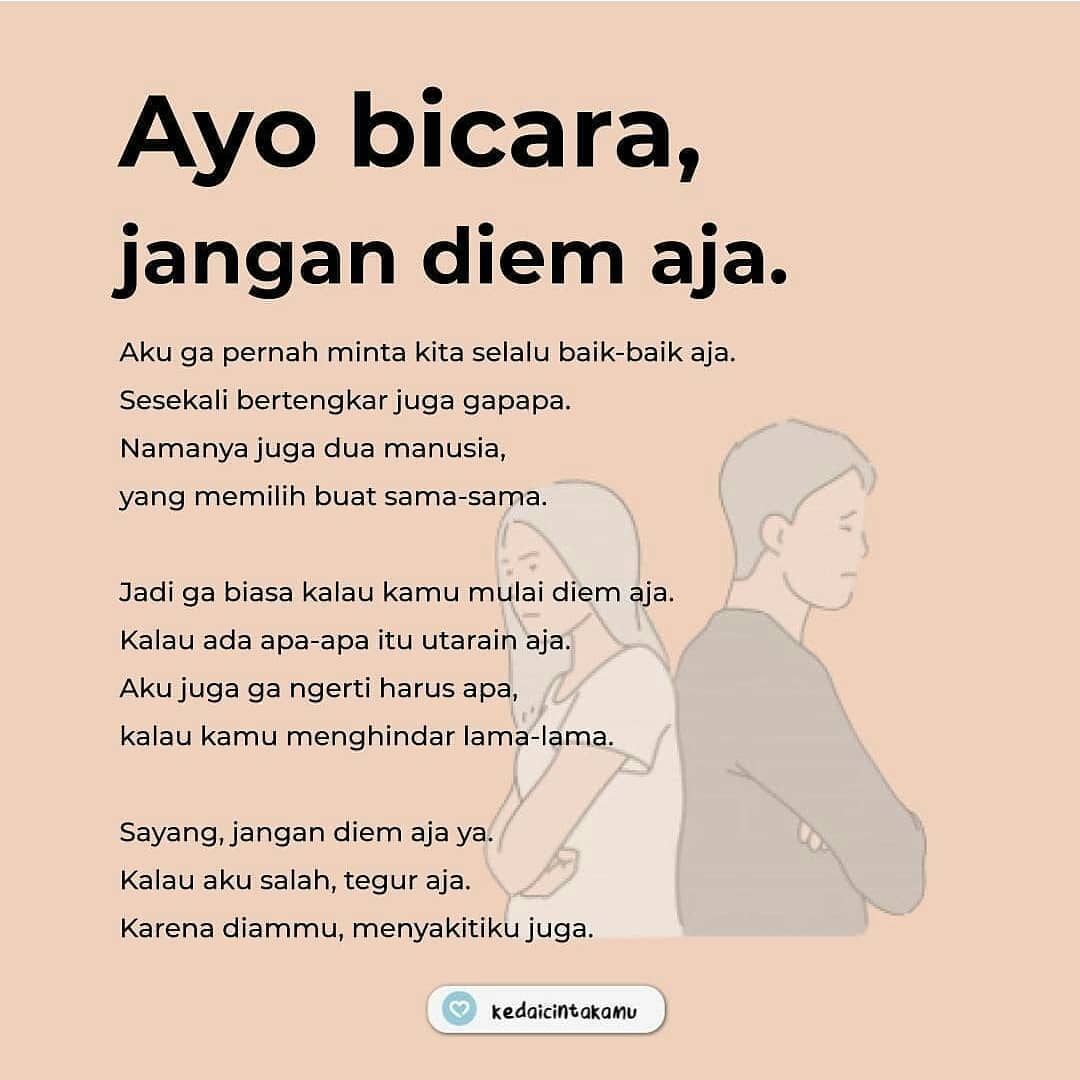 Ayo bicara,
jangan diem aja.
Aku ga pernah minta kita selalu baik-baik aja.
Sesekali bertengkar juga gapapa.
Namanya juga dua manusia,
yang memilih buat sama-sama.
Jadi ga biasa kalau kamu mulai diem aja.
Kalau ada apa-apa itu utarain aja.
Aku juga ga ngerti harus apa,
kalau kamu menghindar lama-lama.
Sayang, jangan diem aja ya.
Kalau aku salah, tegur aja.
Karena diammu, menyakitiku juga.
kedaicintakamu